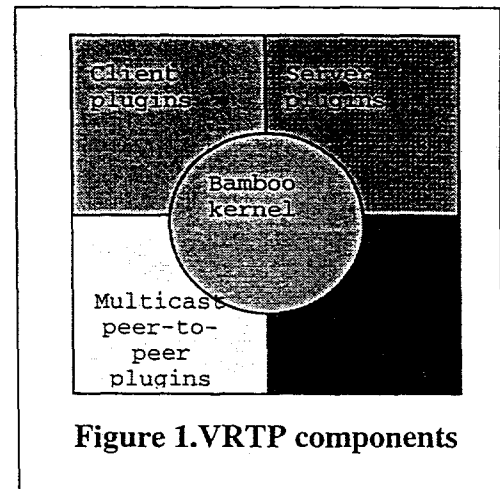 Client
plugins
Server
plugins
Bamboo
kernel
Multicast
peer-to-
peer
plugins
Figure 1.VRTP components